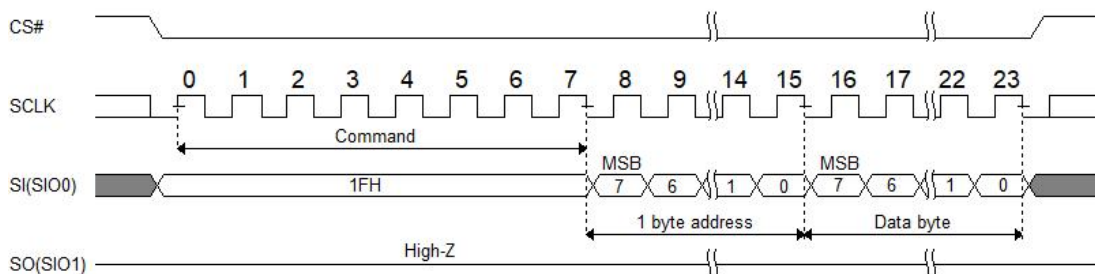 CS#
0 1 2 3 4 5 6 7 8 9 14 15 16 17 22 23
SCLK
Command
MSB MSB
SI(SIO0) 1FH 7 6 1 0 7 6 1 0
1 byte address Data byte
High-Z
SO(SIO1)